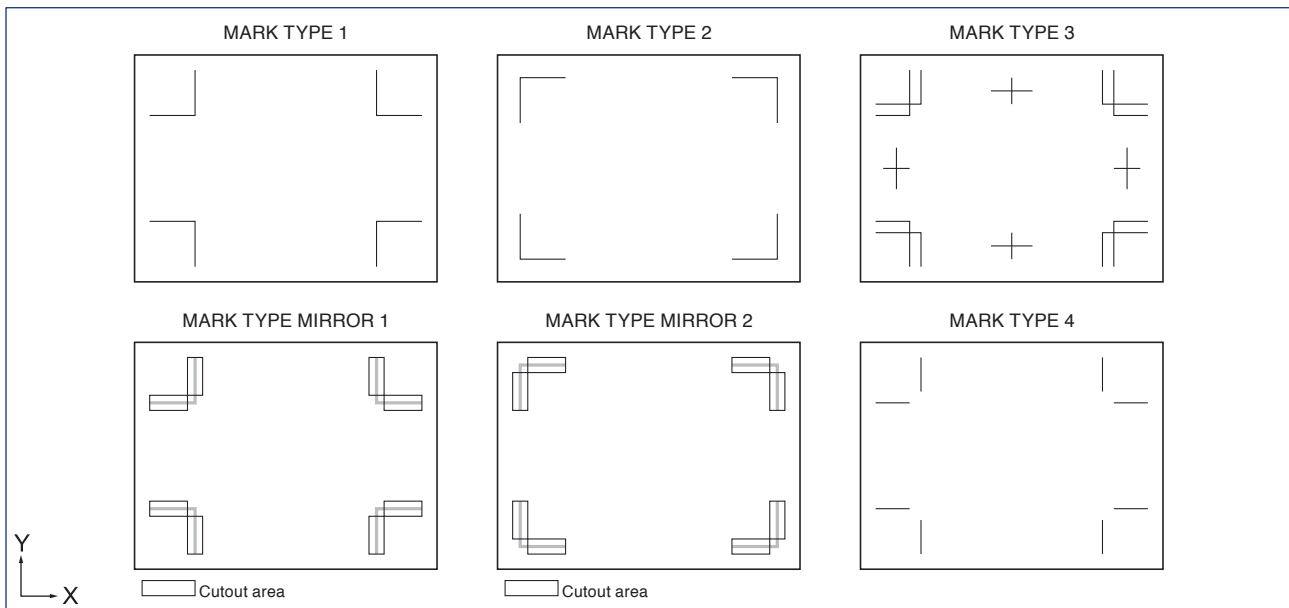 MARK TYPE 1
MARK TYPE 2
MARK TYPE 3
MARK TYPE MIRROR 1
MARK TYPE MIRROR 2
MARK TYPE 4
Y
X
Cutout area
Cutout area